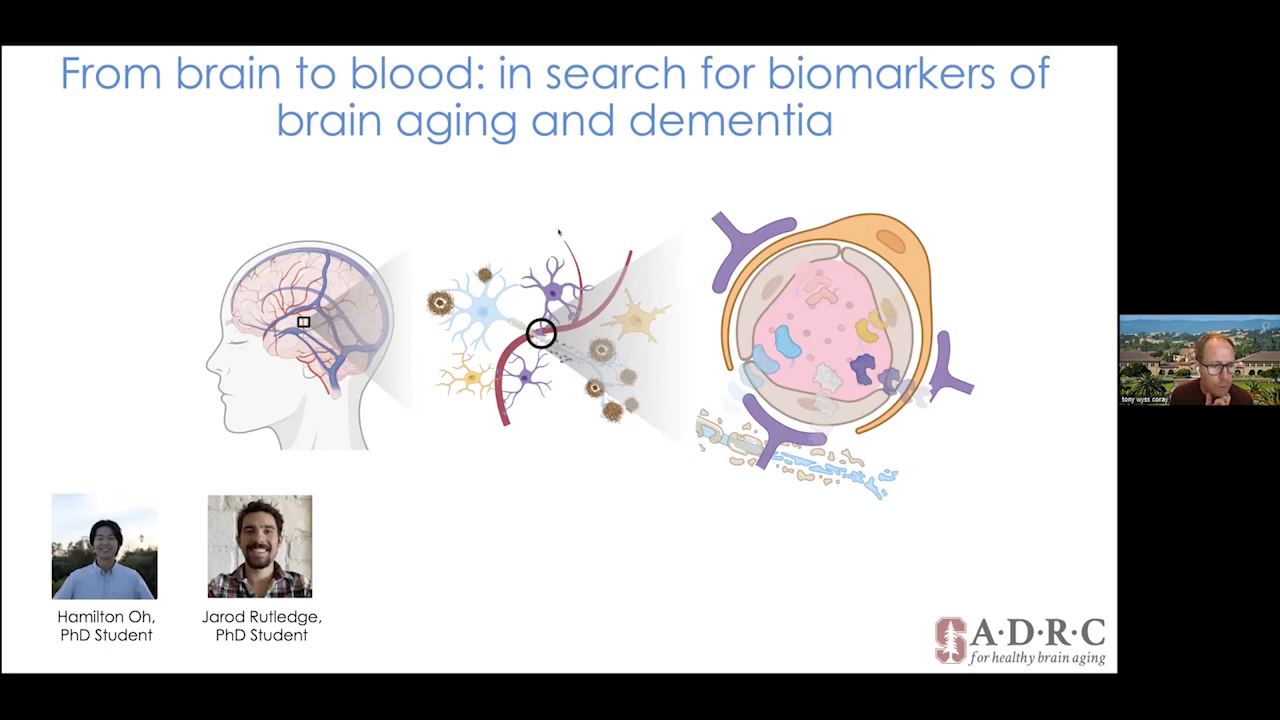 From brain to blood: in search for biomarkers of
brain aging and dementia
tony wyss coray
Hamilton Oh,
PhD Student
Jarod Rutledge,
PhD Student
A·D·R·C
for healthy brain aging